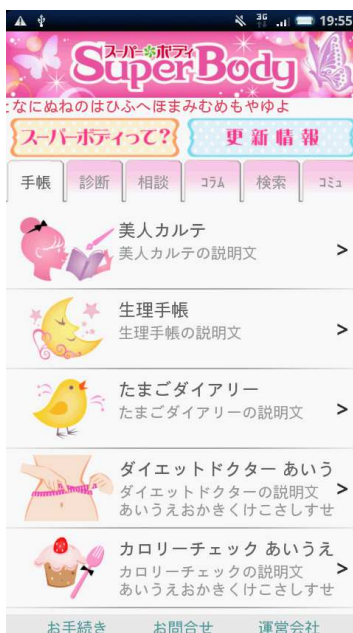 3G 19:55
スーパー ボディ
Super Body
となにぬねのはひふへほまみむめもやゆよ
スーパーボディって？ 更新情報
手帳 診断 相談 コラム 検索 コミュ
美人カルテ
美人カルテの説明文
>
生理手帳
生理手帳の説明文
>
たまごダイアリー
たまごダイアリーの説明文
>
ダイエットドクター あいう
ダイエットドクターの説明文
あいうえおかきくけこさしすせ
>
カロリーチェック あいうえ
カロリーチェックの説明文
あいうえおかきくけこさしすせ
>
お手続き お問合せ 運営会社